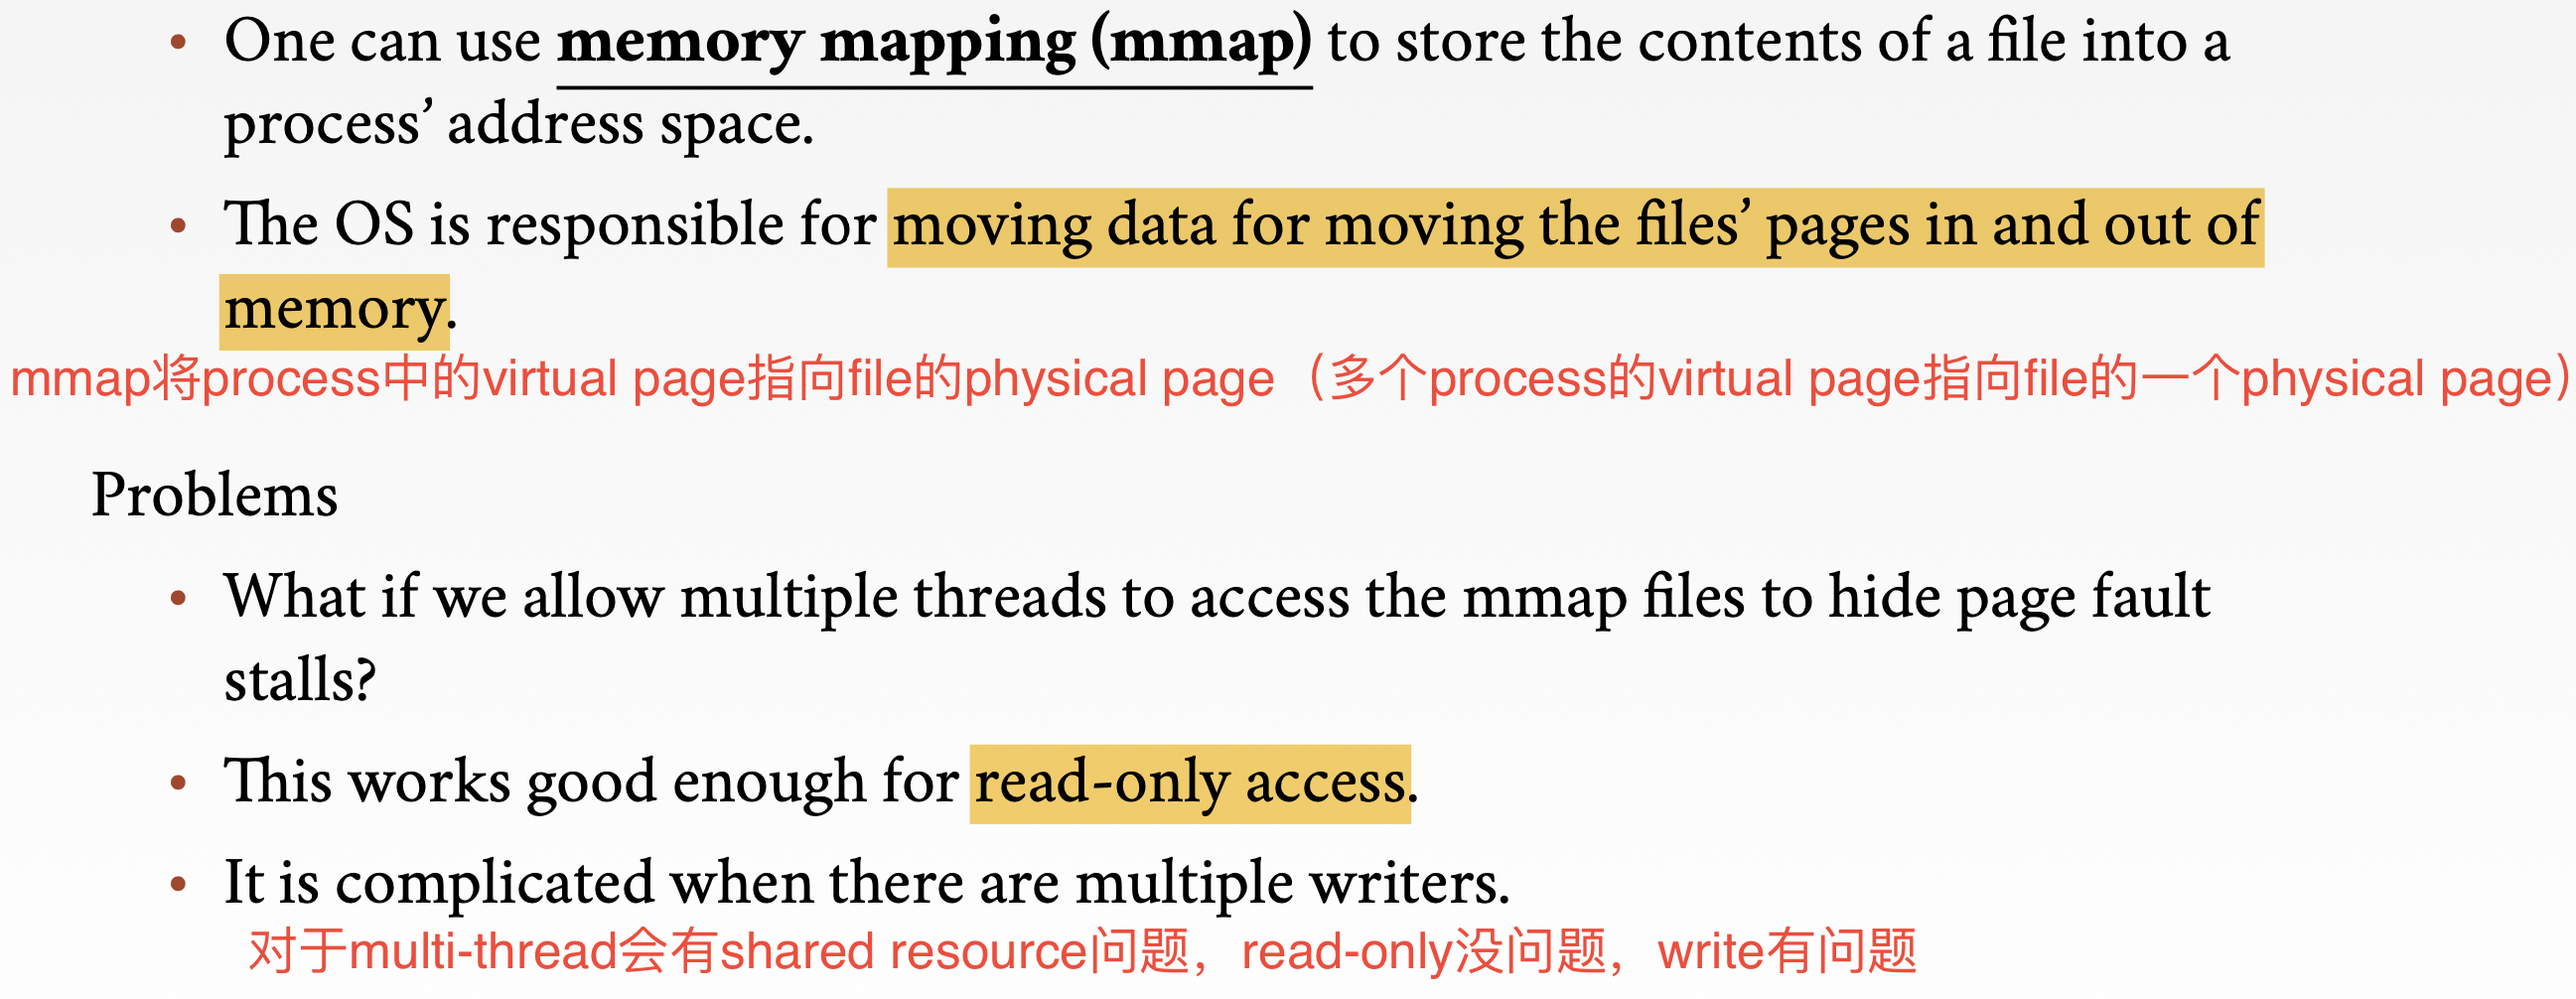 • One can use memory mapping (mmap) to store the contents of a file into a
process’ address space.
• The OS is responsible for moving data for moving the files’ pages in and out of
memory.
mmap将process中的virtual page指向file的physical page（多个process的virtual page指向file的一个physical page）
Problems
• What if we allow multiple threads to access the mmap files to hide page fault
stalls?
• This works good enough for read-only access.
• It is complicated when there are multiple writers.
对于multi-thread会有shared resource问题，read-only没问题，write有问题